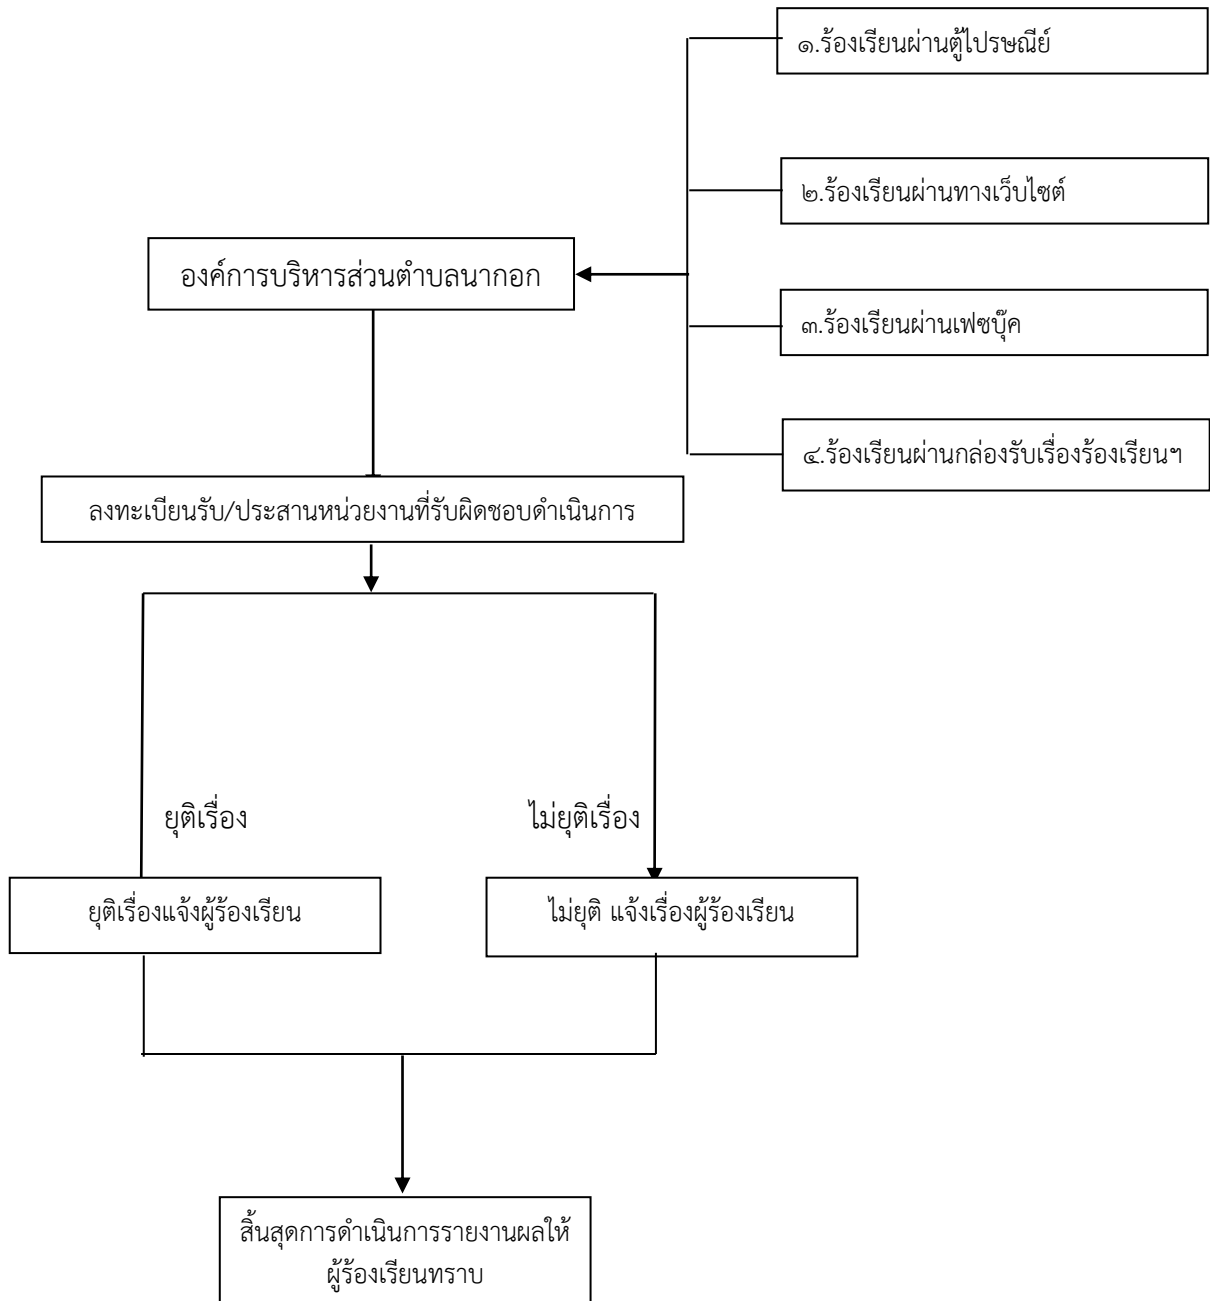 ๑.ร้องเรียนผ่านตู้ไปรษณีย์
๒.ร้องเรียนผ่านทางเว็บไซต์
องค์การบริหารส่วนตำบลนากอก
๓.ร้องเรียนผ่านเฟซบุ๊ค
๔.ร้องเรียนผ่านกล่องรับเรื่องร้องเรียนฯ
ลงทะเบียนรับ/ประสานหน่วยงานที่รับผิดชอบดำเนินการ
ยุติเรื่อง
ไม่ยุติเรื่อง
ยุติเรื่องแจ้งผู้ร้องเรียน
ไม่ยุติ แจ้งเรื่องผู้ร้องเรียน
สิ้นสุดการดำเนินการรายงานผลให้
ผู้ร้องเรียนทราบ